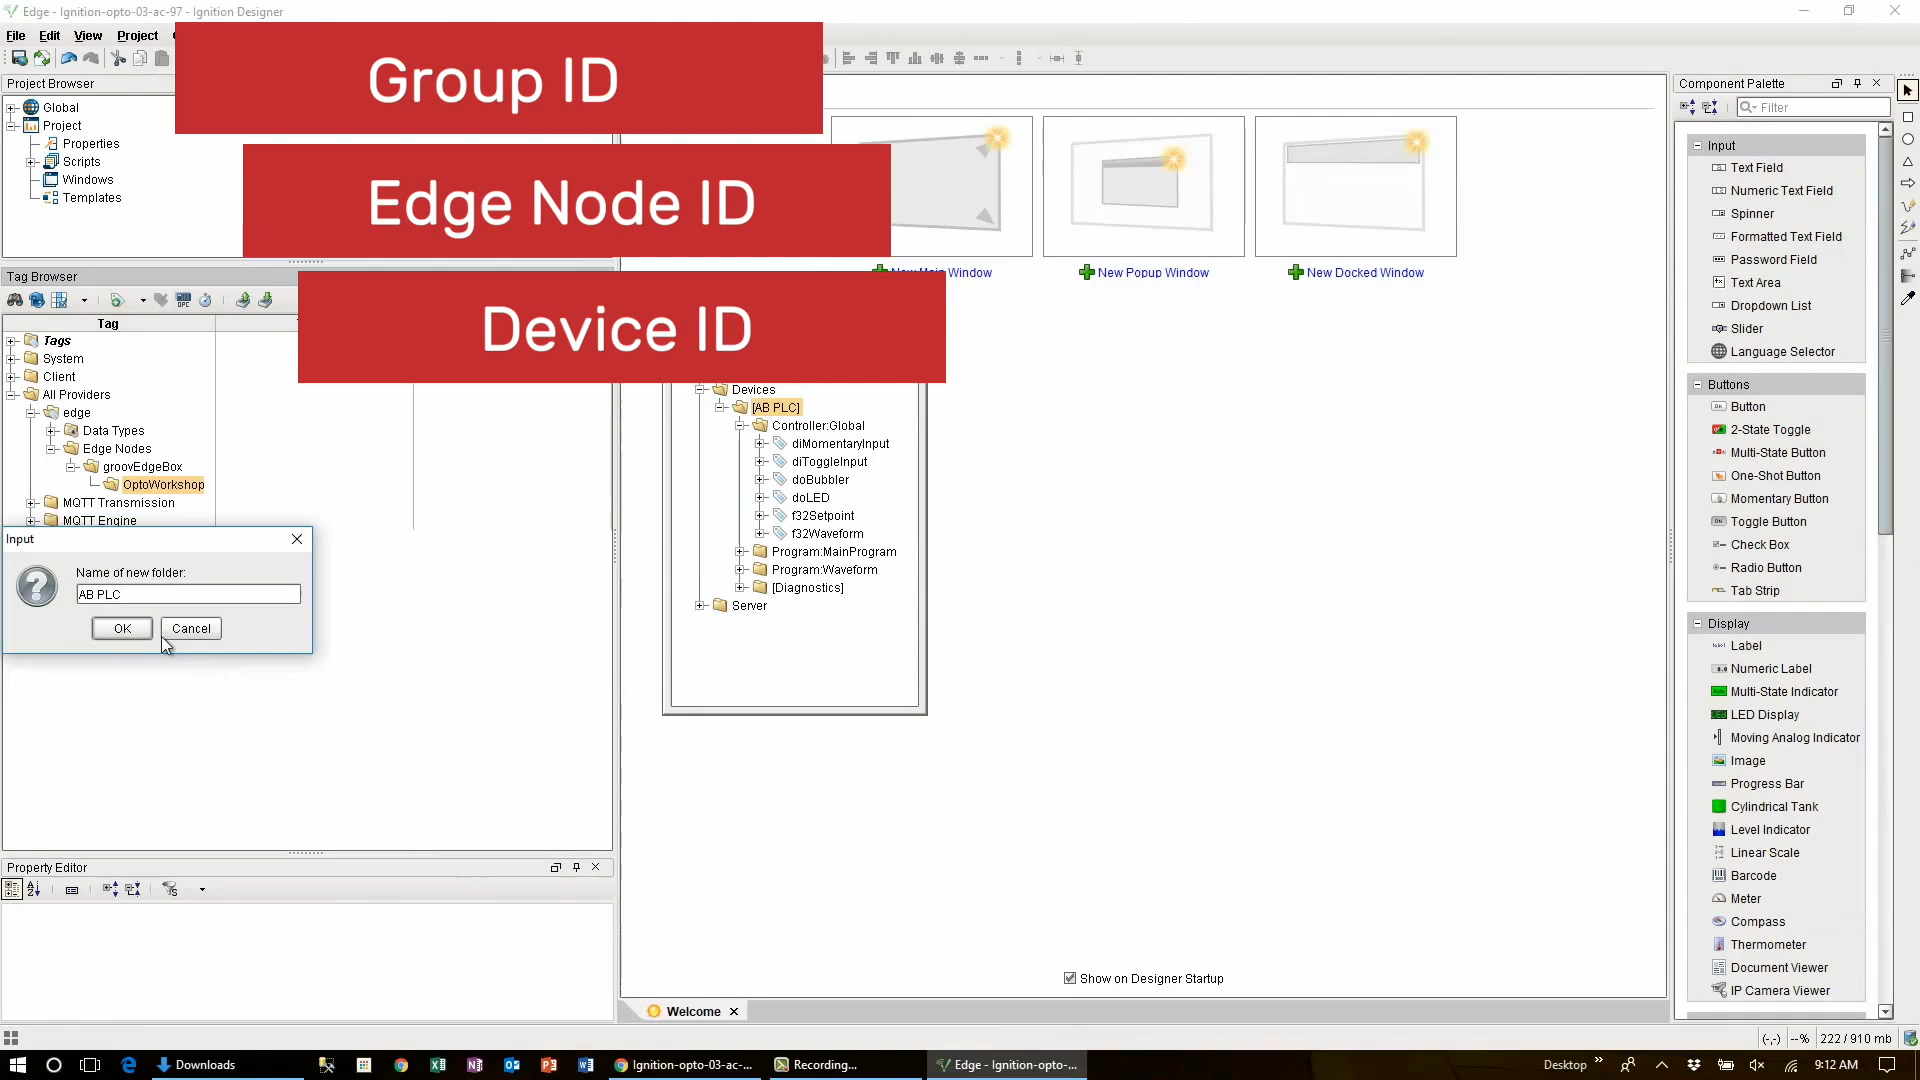 Edge - Ignition-opto-03-ac-97 - Ignition Designer
File Edit View Project
Group ID
Edge Node ID
Device ID
Project Browser
Global
Project
Properties
Scripts
Windows
Templates
Tag Browser
Tag
Tags
System
Client
All Providers
edge
Data Types
Edge Nodes
groovEdgeBox
OptoWorkshop
MQTT Transmission
MQTT Engine
Input
Name of new folder:
AB PLC
OK Cancel
Property Editor
New Main Window
New Popup Window
New Docked Window
Devices
[AB PLC]
Controller:Global
diMomentaryInput
diToggleInput
doBubbler
doLED
f32Setpoint
f32Waveform
Program:MainProgram
Program:Waveform
[Diagnostics]
Server
Show on Designer Startup
Welcome
Component Palette
Filter
Input
Text Field
Numeric Text Field
Spinner
Formatted Text Field
Password Field
Text Area
Dropdown List
Slider
Language Selector
Buttons
Button
2-State Toggle
Multi-State Button
One-Shot Button
Momentary Button
Toggle Button
Check Box
Radio Button
Tab Strip
Display
Label
Numeric Label
Multi-State Indicator
LED Display
Moving Analog Indicator
Image
Progress Bar
Cylindrical Tank
Level Indicator
Linear Scale
Barcode
Meter
Compass
Thermometer
Document Viewer
IP Camera Viewer
(-,-) --% 222 / 910 mb
Downloads
Ignition-opto-03-ac-...
Recording...
Edge - Ignition-opto-...
Desktop
9:12 AM